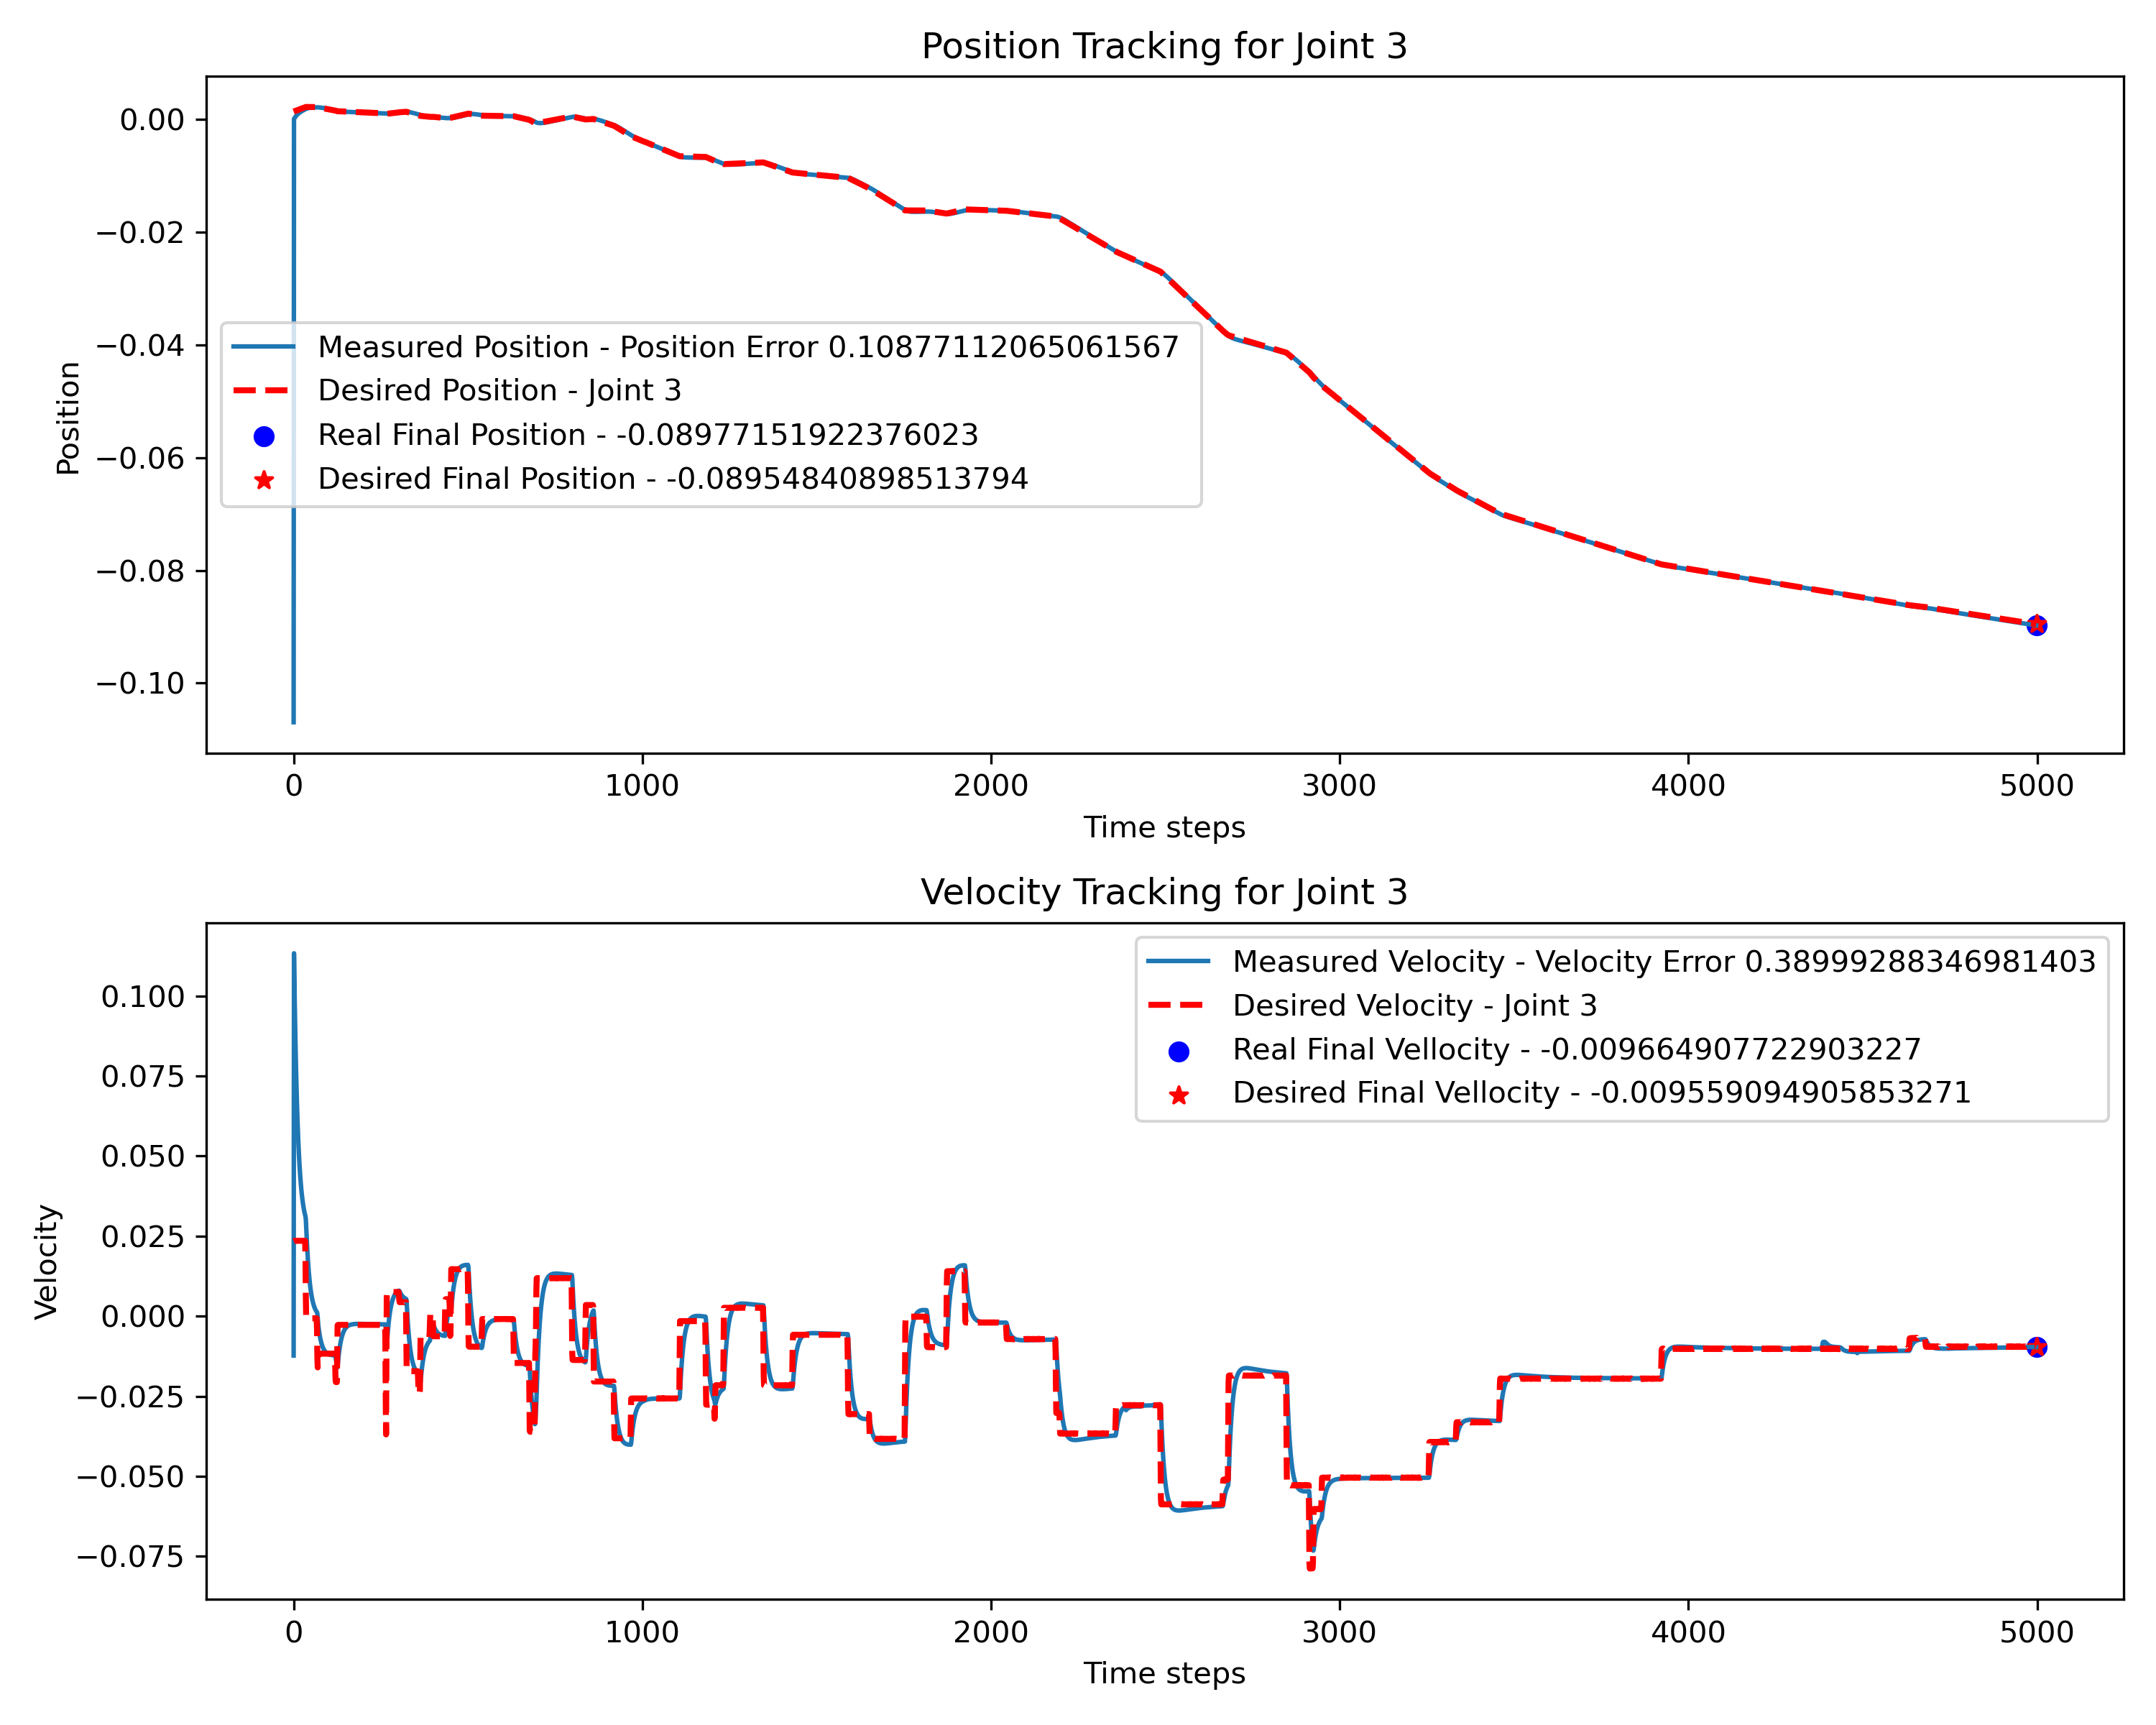 Position Tracking for Joint 3
0.00
−0.02
−0.04
−0.06
−0.08
−0.10
Position
Measured Position - Position Error 0.10877112065061567
Desired Position - Joint 3
Real Final Position - -0.08977151922376023
Desired Final Position - -0.08954840898513794
0 1000 2000 3000 4000 5000
Time steps
Velocity Tracking for Joint 3
0.100
0.075
0.050
0.025
0.000
−0.025
−0.050
−0.075
Velocity
Measured Velocity - Velocity Error 0.38999288346981403
Desired Velocity - Joint 3
Real Final Vellocity - -0.009664907722903227
Desired Final Vellocity - -0.009559094905853271
0 1000 2000 3000 4000 5000
Time steps